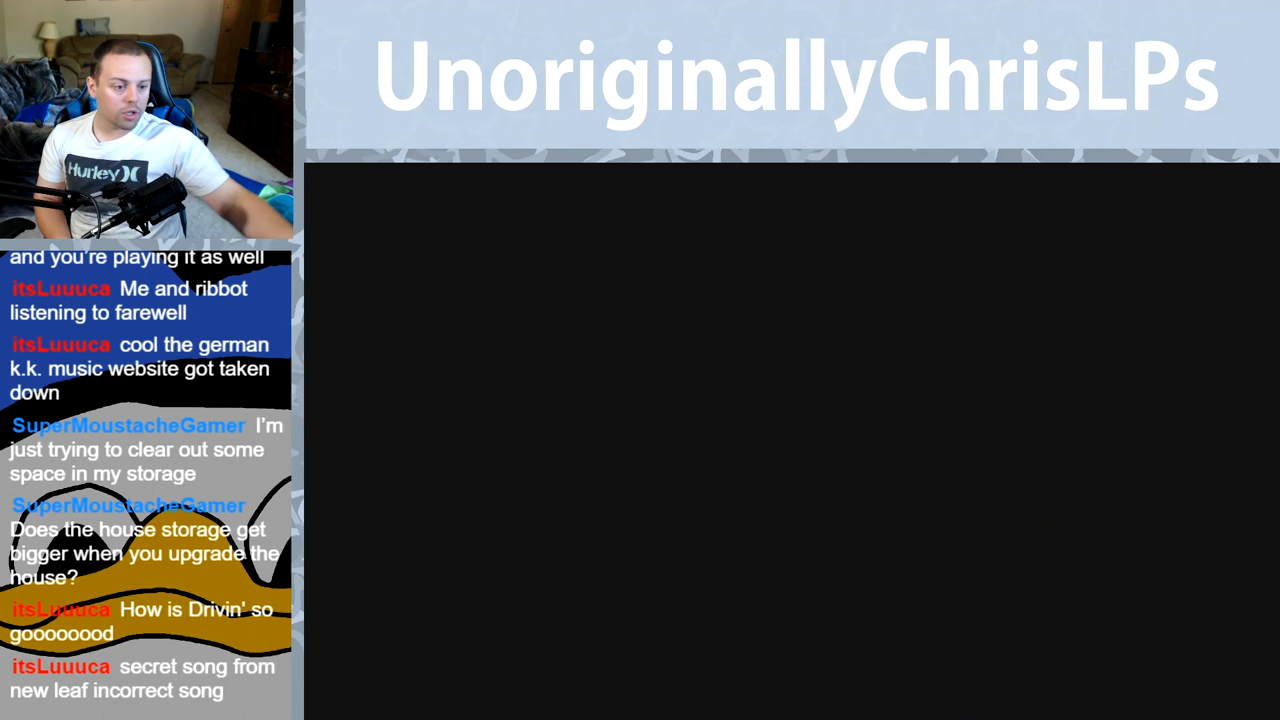 UnoriginallyChrisLPs
Hurley
and you're playing it as well
itsLuuuca Me and ribbot
listening to farewell
itsLuuuca cool the german
k.k. music website got taken
down
SuperMoustacheGamer I'm
just trying to clear out some
space in my storage
SuperMoustacheGamer
Does the house storage get
bigger when you upgrade the
house?
itsLuuuca How is Drivin' so
goooooood
itsLuuuca secret song from
new leaf incorrect song